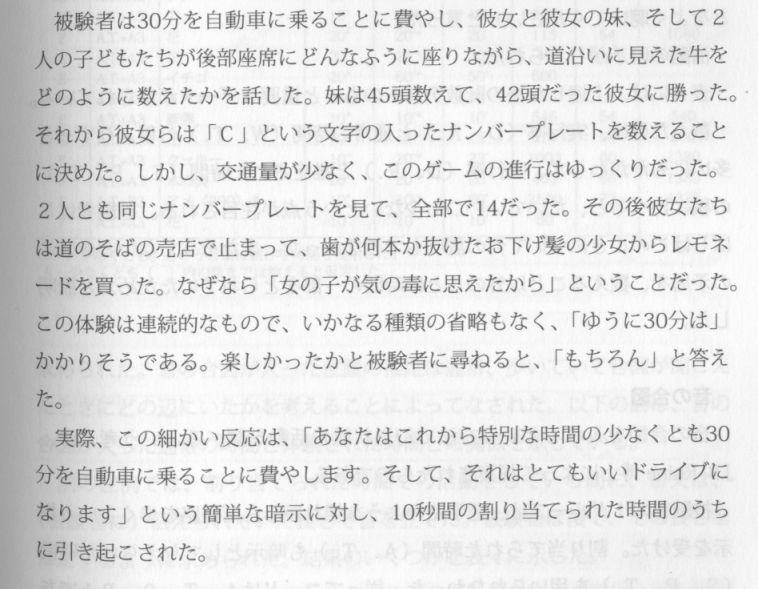 被験者は30分を自動車に乗ることに費やし、彼女と彼女の妹、そして２
人の子どもたちが後部座席にどんなふうに座りながら、道沿いに見えた牛を
どのように数えたかを話した。妹は45頭数えて、42頭だった彼女に勝った。
それから彼女らは「C」という文字の入ったナンバープレートを数えること
に決めた。しかし、交通量が少なく、このゲームの進行はゆっくりだった。
２人とも同じナンバープレートを見て、全部で14だった。その後彼女たち
は道のそばの売店で止まって、歯が何本か抜けたお下げ髪の少女からレモネ
ードを買った。なぜなら「女の子が気の毒に思えたから」ということだった。
この体験は連続的なもので、いかなる種類の省略もなく、「ゆうに30分は」
かかりそうである。楽しかったかと被験者に尋ねると、「もちろん」と答え
た。
実際、この細かい反応は、「あなたはこれから特別な時間の少なくとも30
分を自動車に乗ることに費やします。そして、それはとてもいいドライブに
なります」という簡単な暗示に対し、10秒間の割り当てられた時間のうち
に引き起こされた。